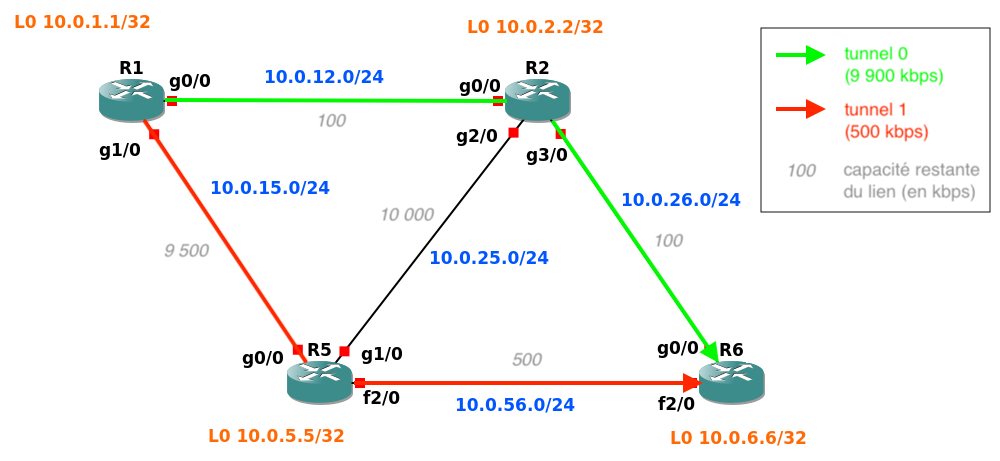 L0 10.0.1.1/32
L0 10.0.2.2/32
R1
R2
g0/0
10.0.12.0/24
g0/0
100
g1/0
g2/0
g3/0
10.0.15.0/24
10 000
10.0.26.0/24
9 500
10.0.25.0/24
100
g0/0
R5
g1/0
500
g0/0
R6
f2/0
10.0.56.0/24
f2/0
L0 10.0.5.5/32
L0 10.0.6.6/32
tunnel 0
(9 900 kbps)
tunnel 1
(500 kbps)
100
capacité restante
du lien (en kbps)